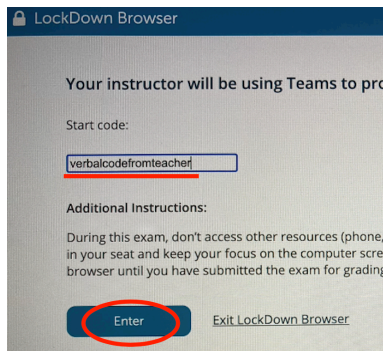 LockDown Browser
Your instructor will be using Teams to pro
Start code:
verbalcodefromteacher
Additional Instructions:
During this exam, don't access other resources (phone,
in your seat and keep your focus on the computer scre
browser until you have submitted the exam for grading
Enter
Exit LockDown Browser